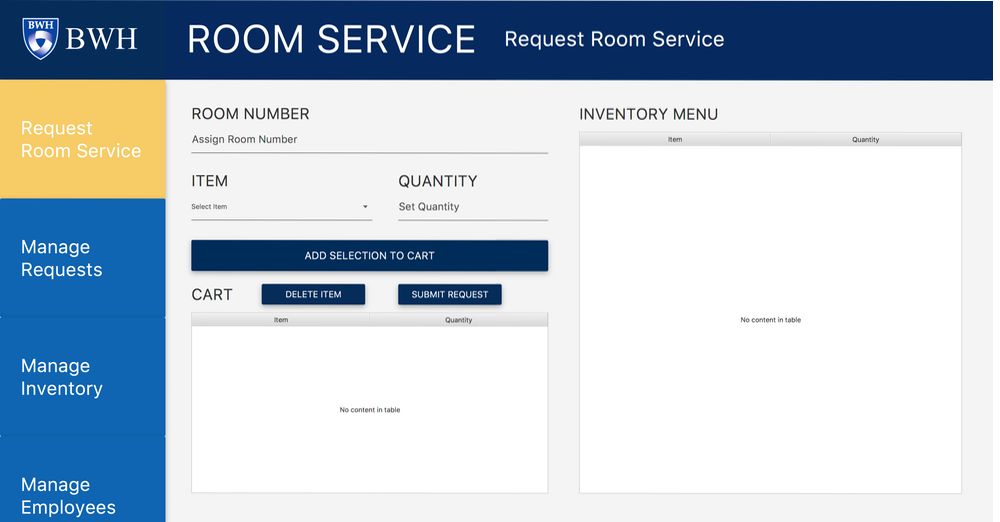 BWH
BWH
ROOM SERVICE
Request Room Service
Request
Room Service
Manage
Requests
Manage
Inventory
Manage
Employees
ROOM NUMBER
Assign Room Number
ITEM
QUANTITY
Select Item
Set Quantity
ADD SELECTION TO CART
CART
DELETE ITEM
SUBMIT REQUEST
Item
Quantity
No content in table
INVENTORY MENU
Item
Quantity
No content in table